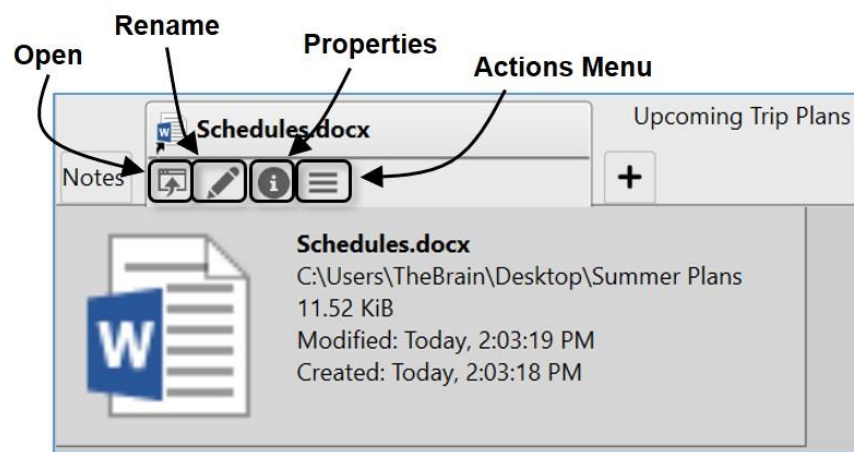 Rename
Open
Properties
Actions Menu
Schedules.docx
Upcoming Trip Plans
Notes
+
Schedules.docx
C:\Users\TheBrain\Desktop\Summer Plans
11.52 KiB
Modified: Today, 2:03:19 PM
Created: Today, 2:03:18 PM
W